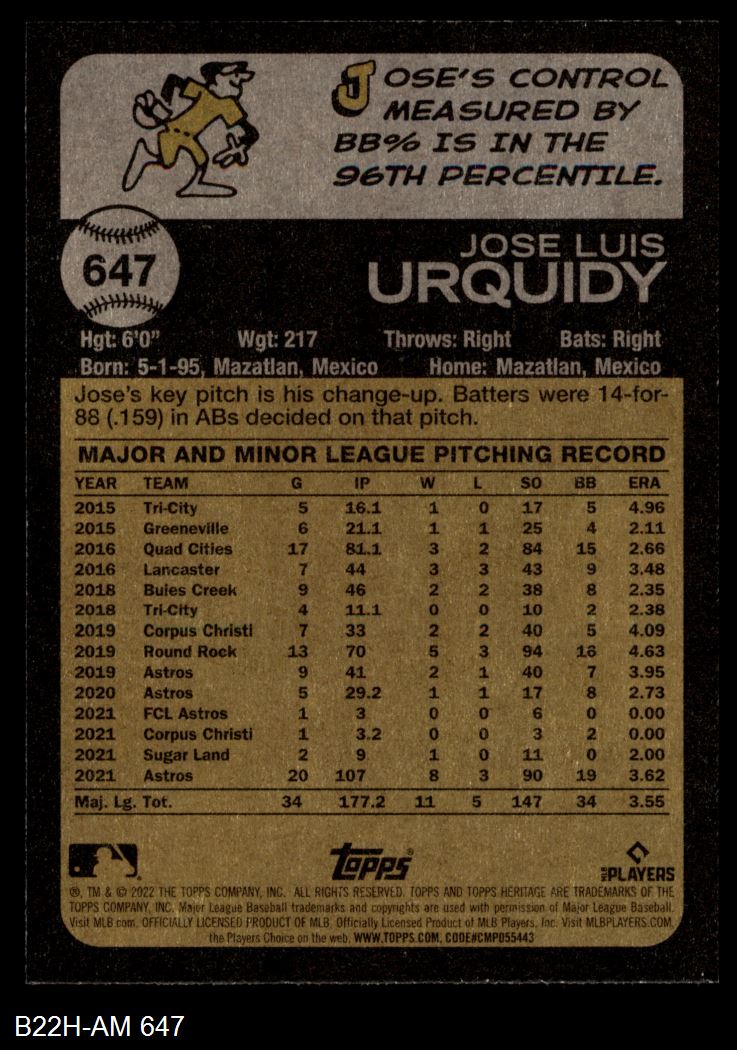 JOSE'S CONTROL
MEASURED BY
BB% IS IN THE
96TH PERCENTILE.
647
JOSE LUIS
URQUIDY
Hgt: 6'0" Wgt: 217 Throws: Right Bats: Right
Born: 5-1-95, Mazatlan, Mexico Home: Mazatlan, Mexico
Jose's key pitch is his change-up. Batters were 14-for-
88 (.159) in ABs decided on that pitch.
MAJOR AND MINOR LEAGUE PITCHING RECORD
YEAR TEAM G IP W L SO BB ERA
2015 Tri-City 5 16.1 1 0 17 5 4.96
2015 Greeneville 6 21.1 1 1 25 4 2.11
2016 Quad Cities 17 81.1 3 2 84 15 2.66
2016 Lancaster 7 44 3 3 43 9 3.48
2018 Buies Creek 9 46 2 2 38 8 2.35
2018 Tri-City 4 11.1 0 0 10 2 2.38
2019 Corpus Christi 7 33 2 2 40 5 4.09
2019 Round Rock 13 70 5 3 94 16 4.63
2019 Astros 9 41 2 1 40 7 3.95
2020 Astros 5 29.2 1 1 17 8 2.73
2021 FCL Astros 1 3 0 0 6 0 0.00
2021 Corpus Christi 1 3.2 0 0 3 2 0.00
2021 Sugar Land 2 9 1 0 11 0 2.00
2021 Astros 20 107 8 3 90 19 3.62
Maj. Lg. Tot. 34 177.2 11 5 147 34 3.55
Topps®
MLB PLAYERS
®, TM & © 2022 THE TOPPS COMPANY, INC. ALL RIGHTS RESERVED. TOPPS AND TOPPS HERITAGE ARE TRADEMARKS OF THE
TOPPS COMPANY, INC. Major League Baseball trademarks and copyrights are used with permission of Major League Baseball.
Visit MLB.com. OFFICIALLY LICENSED PRODUCT OF MLB. Officially Licensed Product of MLB Players, Inc. Visit MLBPLAYERS.COM,
the Players Choice on the web. WWW.TOPPS.COM. CODE#CMP055443
B22H-AM 647